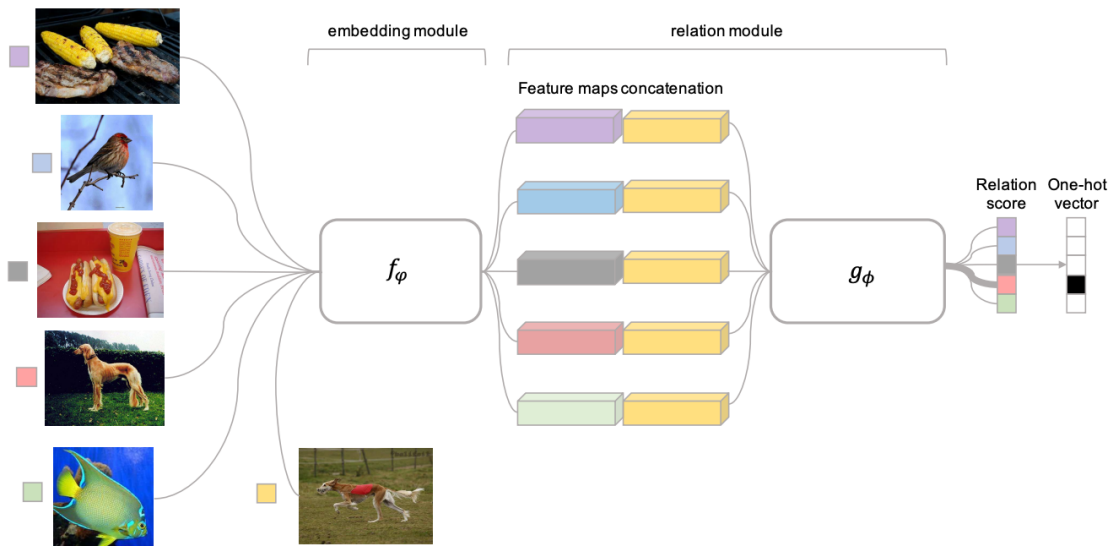 embedding module
relation module
Feature maps concatenation
Relation
score
One-hot
vector
fφ
gϕ